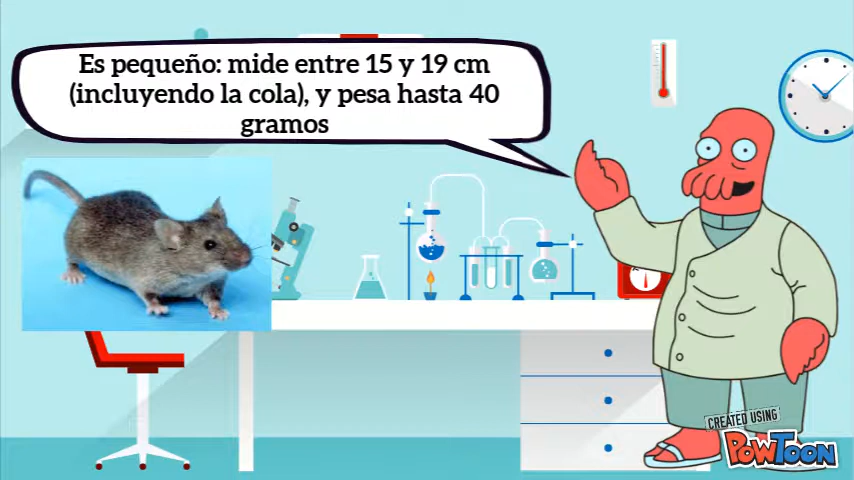 Es pequeño: mide entre 15 y 19 cm
(incluyendo la cola), y pesa hasta 40
gramos
CREATED USING
POWTOON